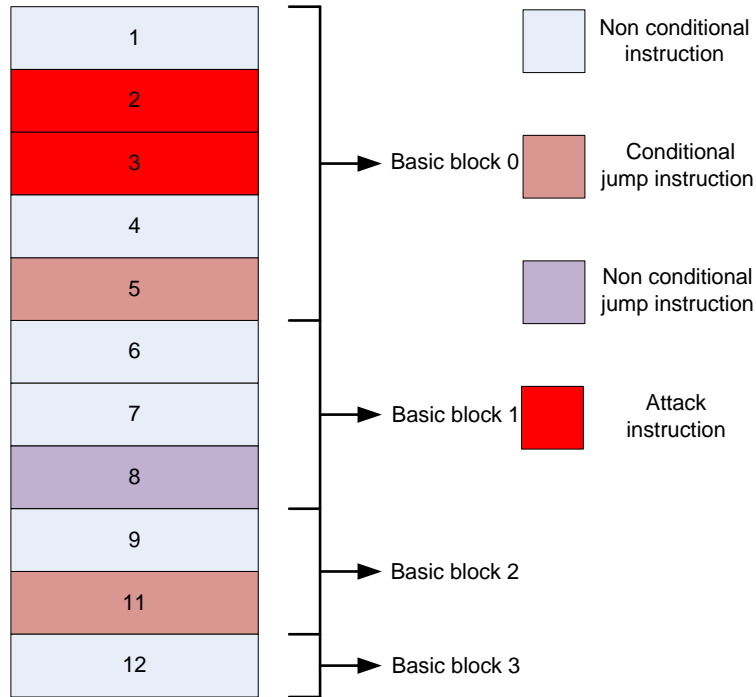 1
2
3
4
5
6
7
8
9
11
12
Basic block 0
Basic block 1
Basic block 2
Basic block 3
Non conditional
instruction
Conditional
jump instruction
Non conditional
jump instruction
Attack
instruction